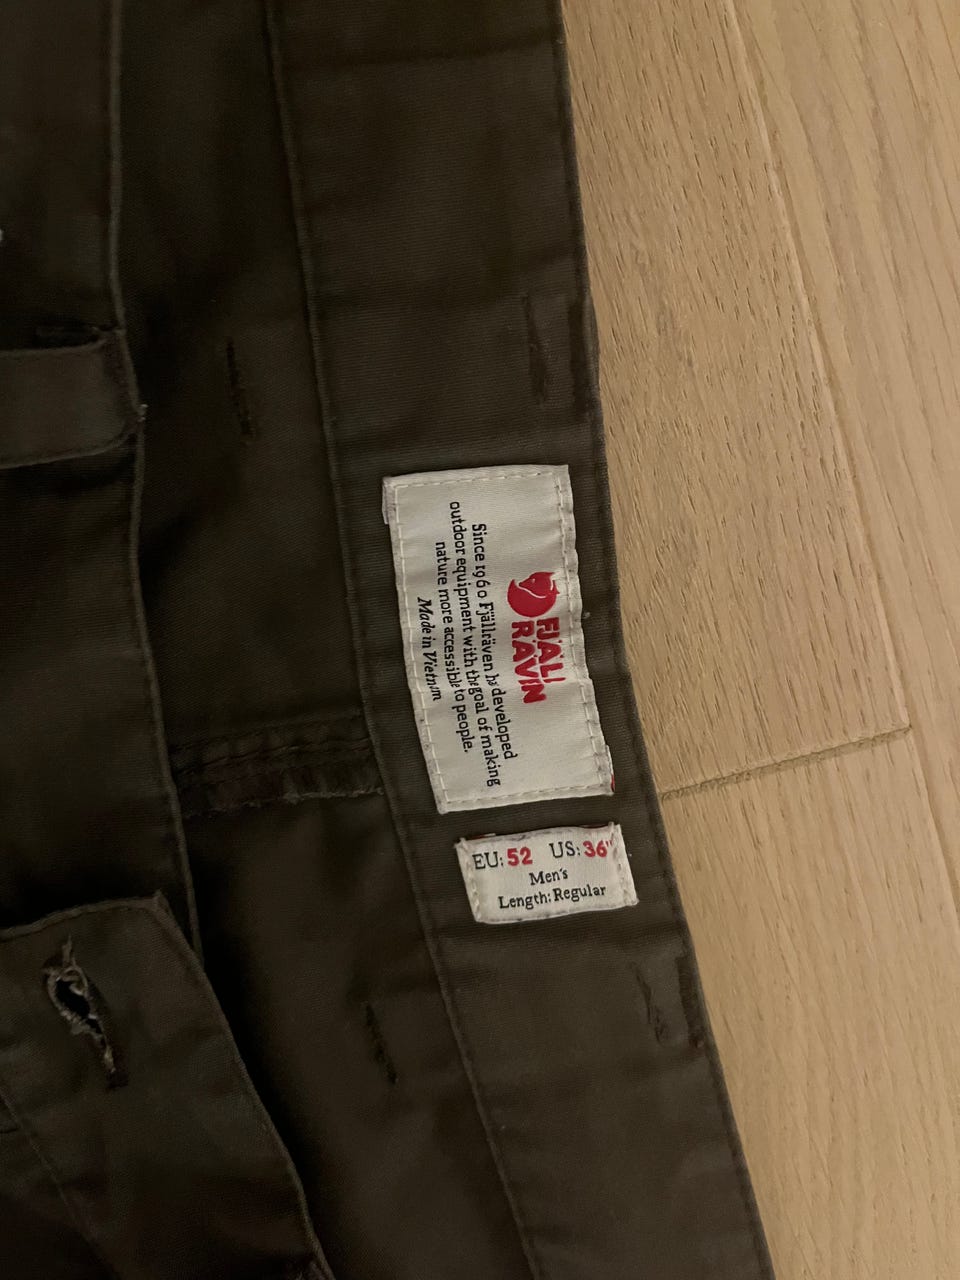 FJÄLL
RÄVEN
Since 1960 Fjällräven has developed
outdoor equipment with the goal of making
nature more accessible to people.
Made in Vietnam
EU: 52 US: 36"
Men's
Length: Regular